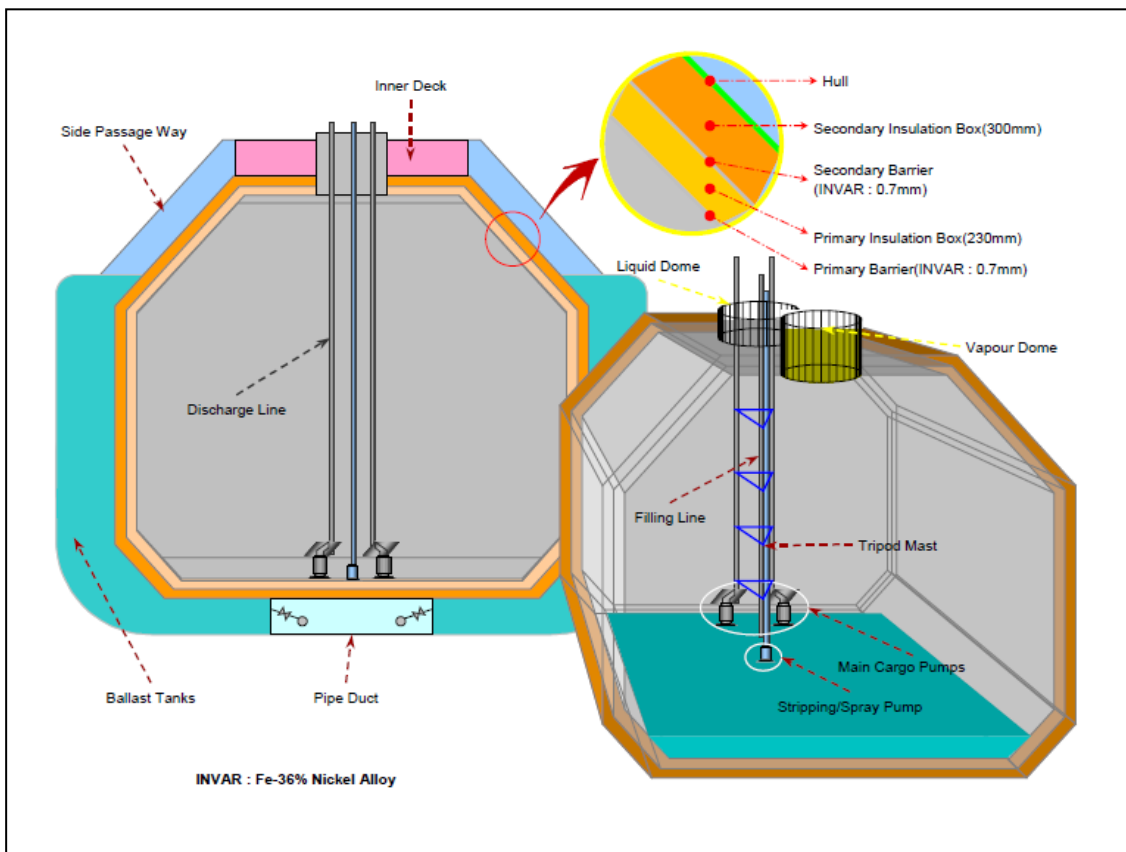 Inner Deck
Side Passage Way
Hull
Secondary Insulation Box(300mm)
Secondary Barrier
(INVAR : 0.7mm)
Primary Insulation Box(230mm)
Primary Barrier(INVAR : 0.7mm)
Liquid Dome
Vapour Dome
Discharge Line
Filling Line
Tripod Mast
Main Cargo Pumps
Ballast Tanks
Pipe Duct
Stripping/Spray Pump
INVAR : Fe-36% Nickel Alloy